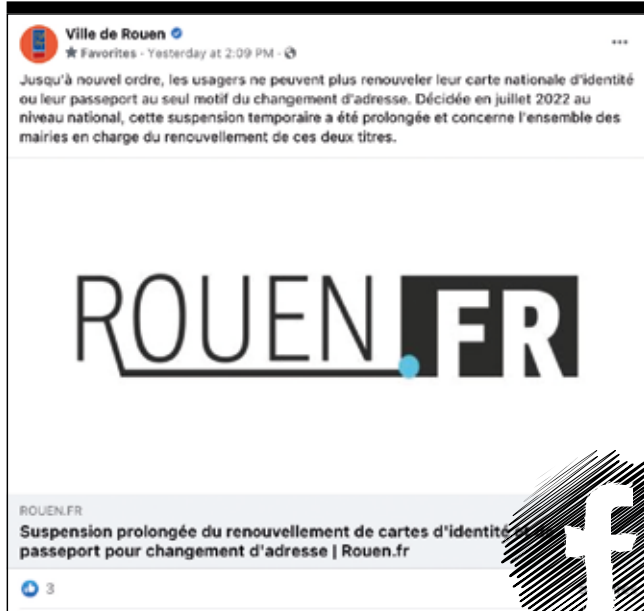 Ville de Rouen
Favorites · Yesterday at 2:09 PM ·
Jusqu'à nouvel ordre, les usagers ne peuvent plus renouveler leur carte nationale d'identité
ou leur passeport au seul motif du changement d'adresse. Décidée en juillet 2022 au
niveau national, cette suspension temporaire a été prolongée et concerne l'ensemble des
mairies en charge du renouvellement de ces deux titres.
ROUEN.FR
ROUEN.FR
Suspension prolongée du renouvellement de cartes d'identité et de
passeport pour changement d'adresse | Rouen.fr
3
f